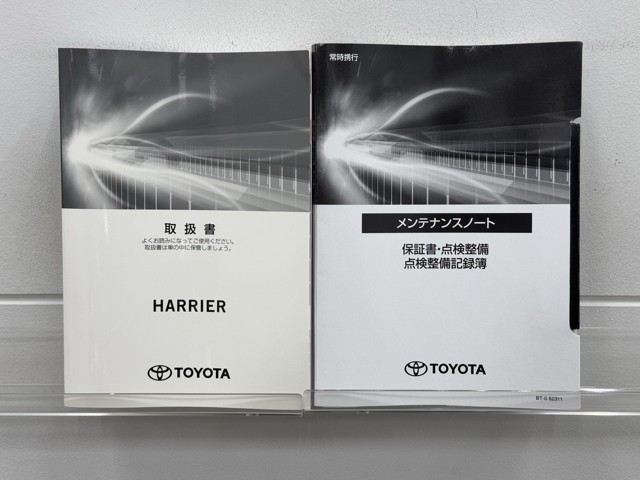 取扱書
よくお読みになってご使用ください。
取扱書は車の中に保管しましょう。
HARRIER
TOYOTA
常時携行
メンテナンスノート
保証書・点検整備
点検整備記録簿
TOYOTA